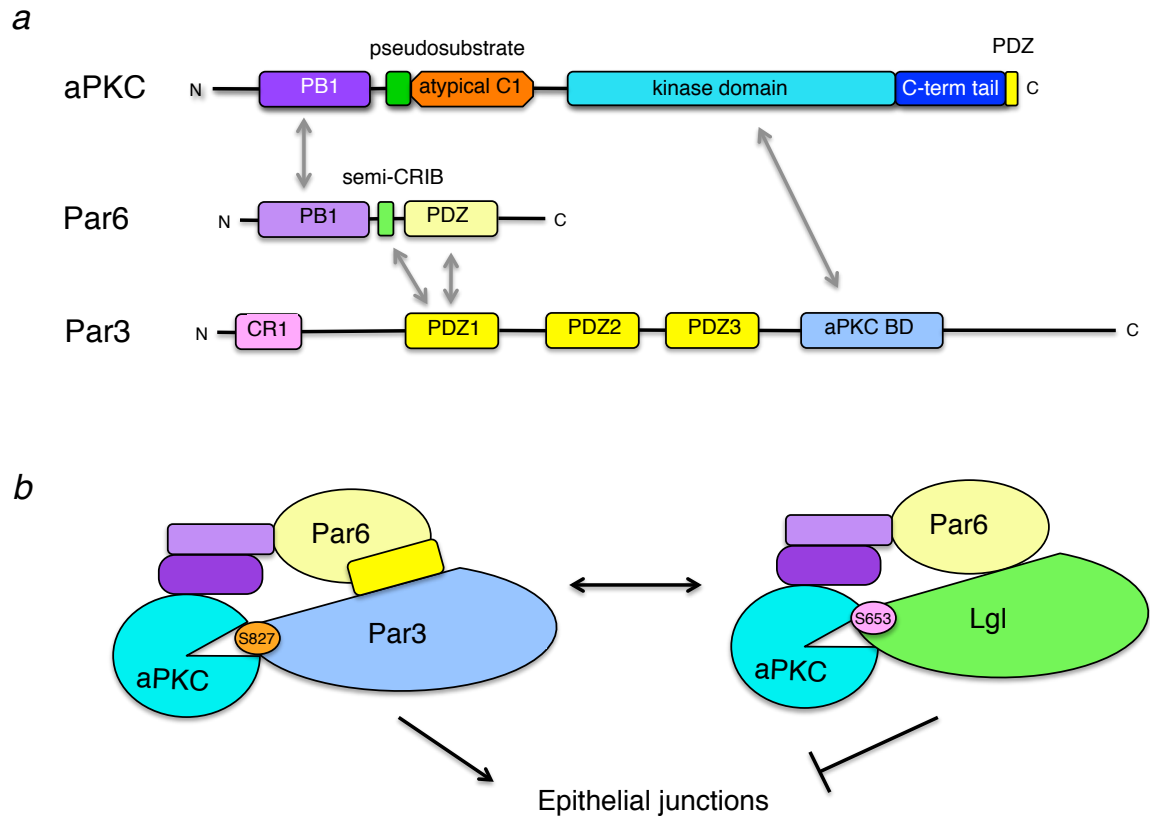 a
pseudosubstrate
PDZ
aPKC
N
PB1
atypical C1
kinase domain
C-term tail
C
semi-CRIB
Par6
N
PB1
PDZ
C
Par3
N
CR1
PDZ1
PDZ2
PDZ3
aPKC BD
C
b
Par6
S827
Par3
aPKC
Par6
S653
Lgl
aPKC
Epithelial junctions